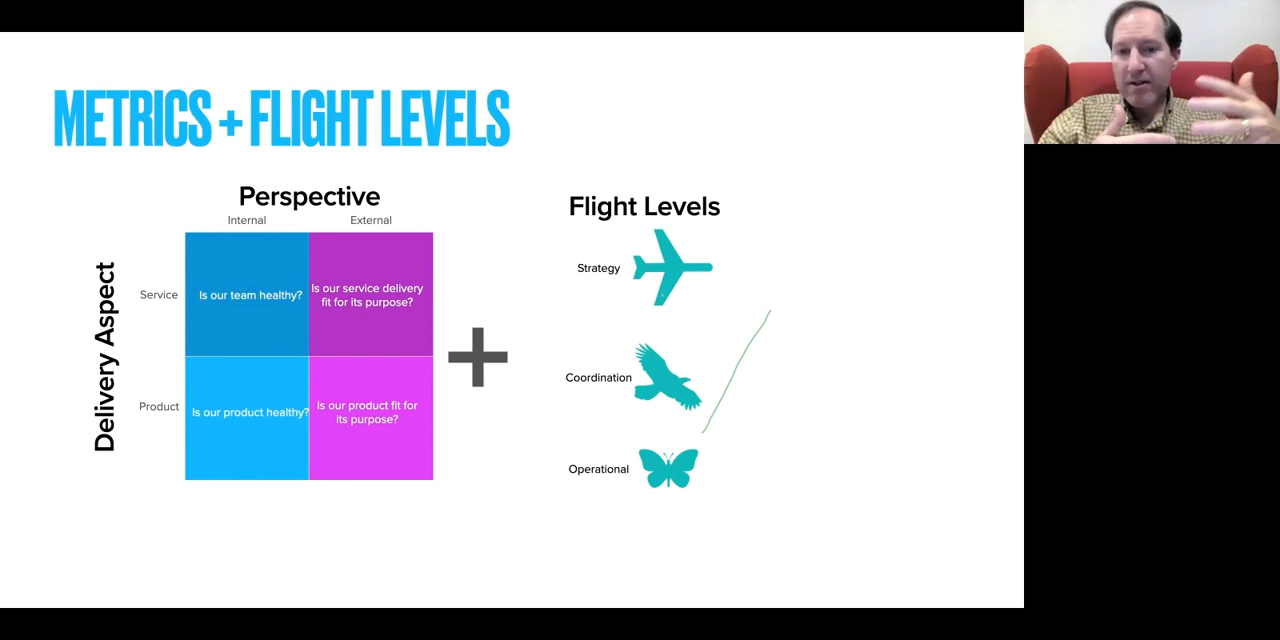 METRICS + FLIGHT LEVELS
Perspective
Internal
External
Delivery Aspect
Service
Is our team healthy?
Is our service delivery
fit for its purpose?
Product
Is our product healthy?
Is our product fit for
its purpose?
Flight Levels
Strategy
Coordination
Operational